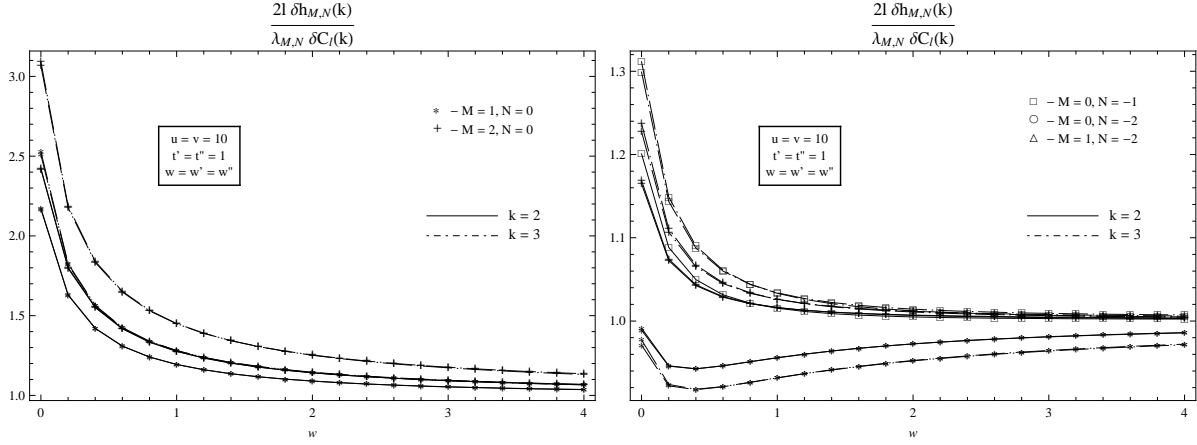 2l δh_{M,N}(k)
λ_{M,N} δC_l(k)
3.0
2.5
2.0
1.5
1.0
0
1
2
3
4
w
* − M = 1, N = 0
+ − M = 2, N = 0
u = v = 10
t' = t'' = 1
w = w' = w''
k = 2
k = 3
2l δh_{M,N}(k)
λ_{M,N} δC_l(k)
1.3
1.2
1.1
1.0
0
1
2
3
4
w
□ − M = 0, N = −1
○ − M = 0, N = −2
△ − M = 1, N = −2
u = v = 10
t' = t'' = 1
w = w' = w''
k = 2
k = 3